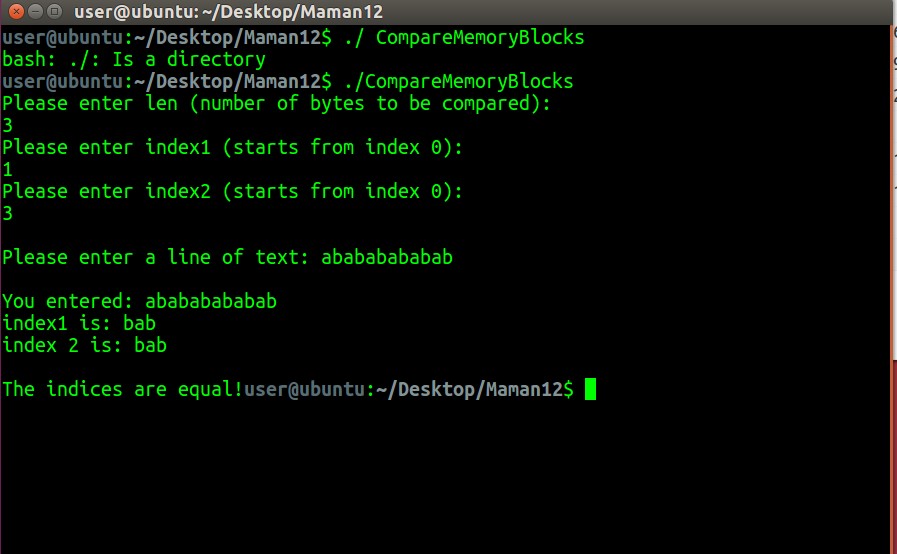 user@ubuntu: ~/Desktop/Maman12
user@ubuntu:~/Desktop/Maman12$ ./ CompareMemoryBlocks
bash: ./: Is a directory
user@ubuntu:~/Desktop/Maman12$ ./CompareMemoryBlocks
Please enter len (number of bytes to be compared):
3
Please enter index1 (starts from index 0):
1
Please enter index2 (starts from index 0):
3
Please enter a line of text: abababababab
You entered: abababababab
index1 is: bab
index 2 is: bab
The indices are equal!user@ubuntu:~/Desktop/Maman12$